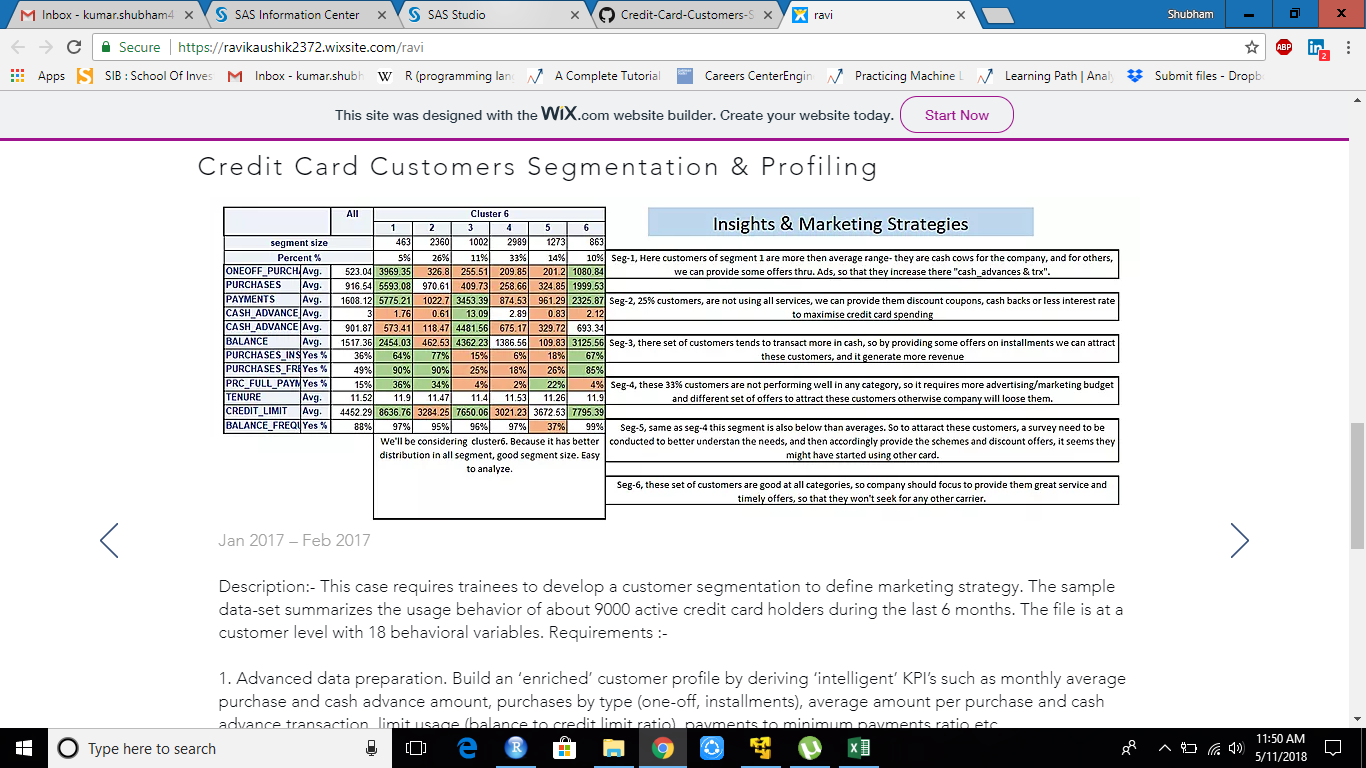 Inbox - kumar.shubham4
SAS Information Center
SAS Studio
Credit-Card-Customers-S
ravi
Shubham
Secure
https://ravikaushik2372.wixsite.com/ravi
ABP
2
Apps
SIB : School Of Inves
Inbox - kumar.shubh
R (programming lan
A Complete Tutorial
Careers CenterEngin
Practicing Machine L
Learning Path | Anal
Submit files - Dropb
This site was designed with the WiX.com website builder. Create your website today.
Start Now
Credit Card Customers Segmentation & Profiling
All Cluster 6
1 2 3 4 5 6
segment size 463 2360 1002 2989 1273 863
Percent % 5% 26% 11% 33% 14% 10%
ONEOFF_PURCH Avg. 523.04 3969.35 326.8 255.51 209.85 201.2 1080.84
PURCHASES Avg. 916.54 5593.08 970.61 409.73 258.66 324.85 1999.53
PAYMENTS Avg. 1608.12 5775.21 1022.7 3453.39 874.53 961.29 2325.87
CASH_ADVANCE_ Avg. 3 1.76 0.61 13.09 2.89 0.83 2.12
CASH_ADVANCE Avg. 901.87 573.41 118.47 4481.56 675.17 329.72 693.34
BALANCE Avg. 1517.36 2454.03 462.53 4362.23 1386.56 109.83 3125.56
PURCHASES_INS Yes % 36% 64% 77% 15% 6% 18% 67%
PURCHASES_FRE Yes % 49% 90% 90% 25% 18% 26% 85%
PRC_FULL_PAYM Yes % 15% 36% 34% 4% 2% 22% 4%
TENURE Avg. 11.52 11.9 11.47 11.4 11.53 11.26 11.9
CREDIT_LIMIT Avg. 4452.29 8636.76 3284.25 7650.06 3021.23 3672.53 7795.39
BALANCE_FREQU Yes % 88% 97% 95% 96% 97% 37% 99%
We'll be considering cluster6. Because it has better
distribution in all segment, good segment size. Easy
to analyze.
Insights & Marketing Strategies
Seg-1, Here customers of segment 1 are more then average range- they are cash cows for the company, and for others,
we can provide some offers thru. Ads, so that they increase there "cash_advances & trx".
Seg-2, 25% customers, are not using all services, we can provide them discount coupons, cash backs or less interest rate
to maximise credit card spending
Seg-3, there set of customers tends to transact more in cash, so by providing some offers on installments we can attract
these customers, and it generate more revenue
Seg-4, these 33% customers are not performing well in any category, so it requires more advertising/marketing budget
and different set of offers to attract these customers otherwise company will loose them.
Seg-5, same as seg-4 this segment is also below than averages. So to attaract these customers, a survey need to be
conducted to better understan the needs, and then accordingly provide the schemes and discount offers, it seems they
might have started using other card.
Seg-6, these set of customers are good at all categories, so company should focus to provide them great service and
timely offers, so that they won't seek for any other carrier.
Jan 2017 – Feb 2017
Description:- This case requires trainees to develop a customer segmentation to define marketing strategy. The sample
data-set summarizes the usage behavior of about 9000 active credit card holders during the last 6 months. The file is at a
customer level with 18 behavioral variables. Requirements :-
1. Advanced data preparation. Build an ‘enriched’ customer profile by deriving ‘intelligent’ KPI’s such as monthly average
purchase and cash advance amount, purchases by type (one-off, installments), average amount per purchase and cash
advance transaction, limit usage (balance to credit limit ratio), payments to minimum payments ratio etc
Type here to search
11:50 AM
5/11/2018